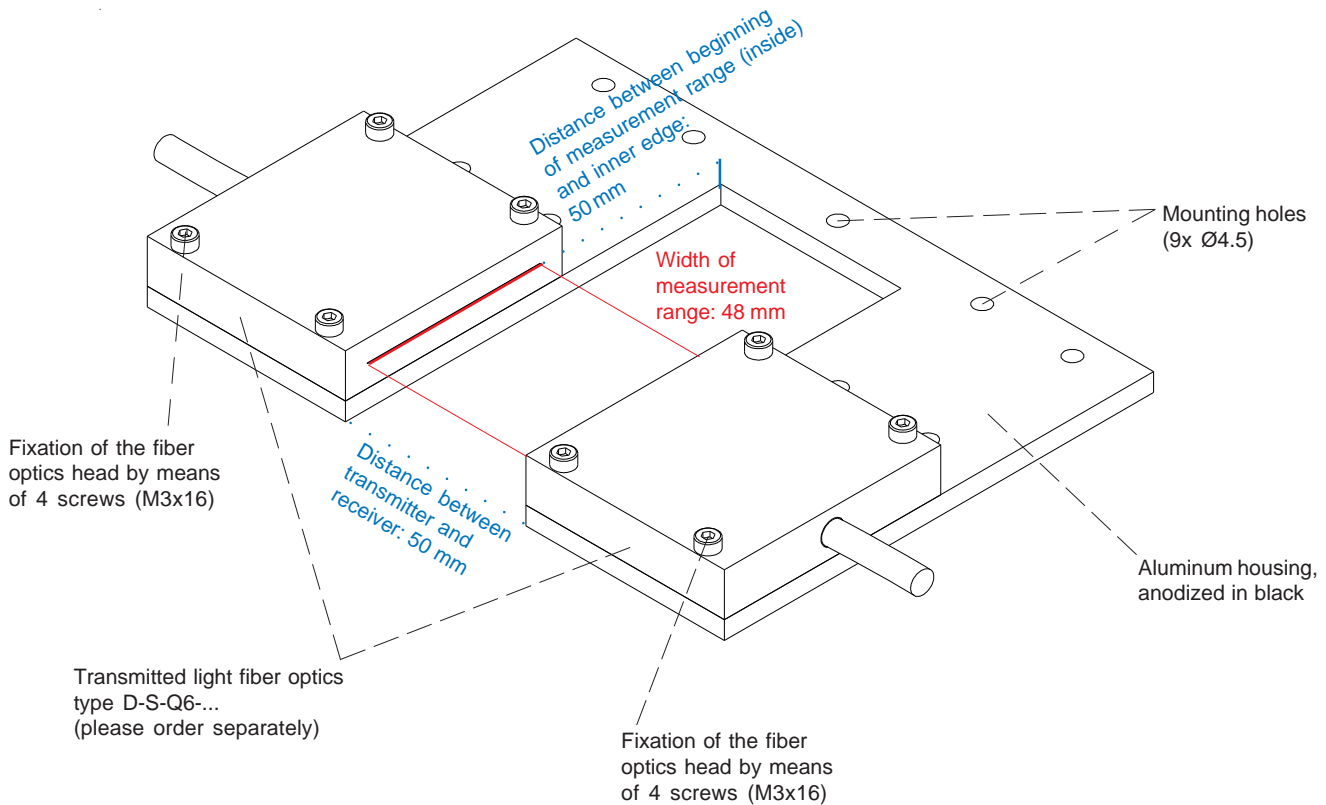 Distance between beginning
of measurement range (inside)
and inner edge:
50 mm
Mounting holes
(9x Ø4.5)
Width of
measurement
range: 48 mm
Fixation of the fiber
optics head by means
of 4 screws (M3x16)
Distance between
transmitter and
receiver: 50 mm
Aluminum housing,
anodized in black
Transmitted light fiber optics
type D-S-Q6-...
(please order separately)
Fixation of the fiber
optics head by means
of 4 screws (M3x16)